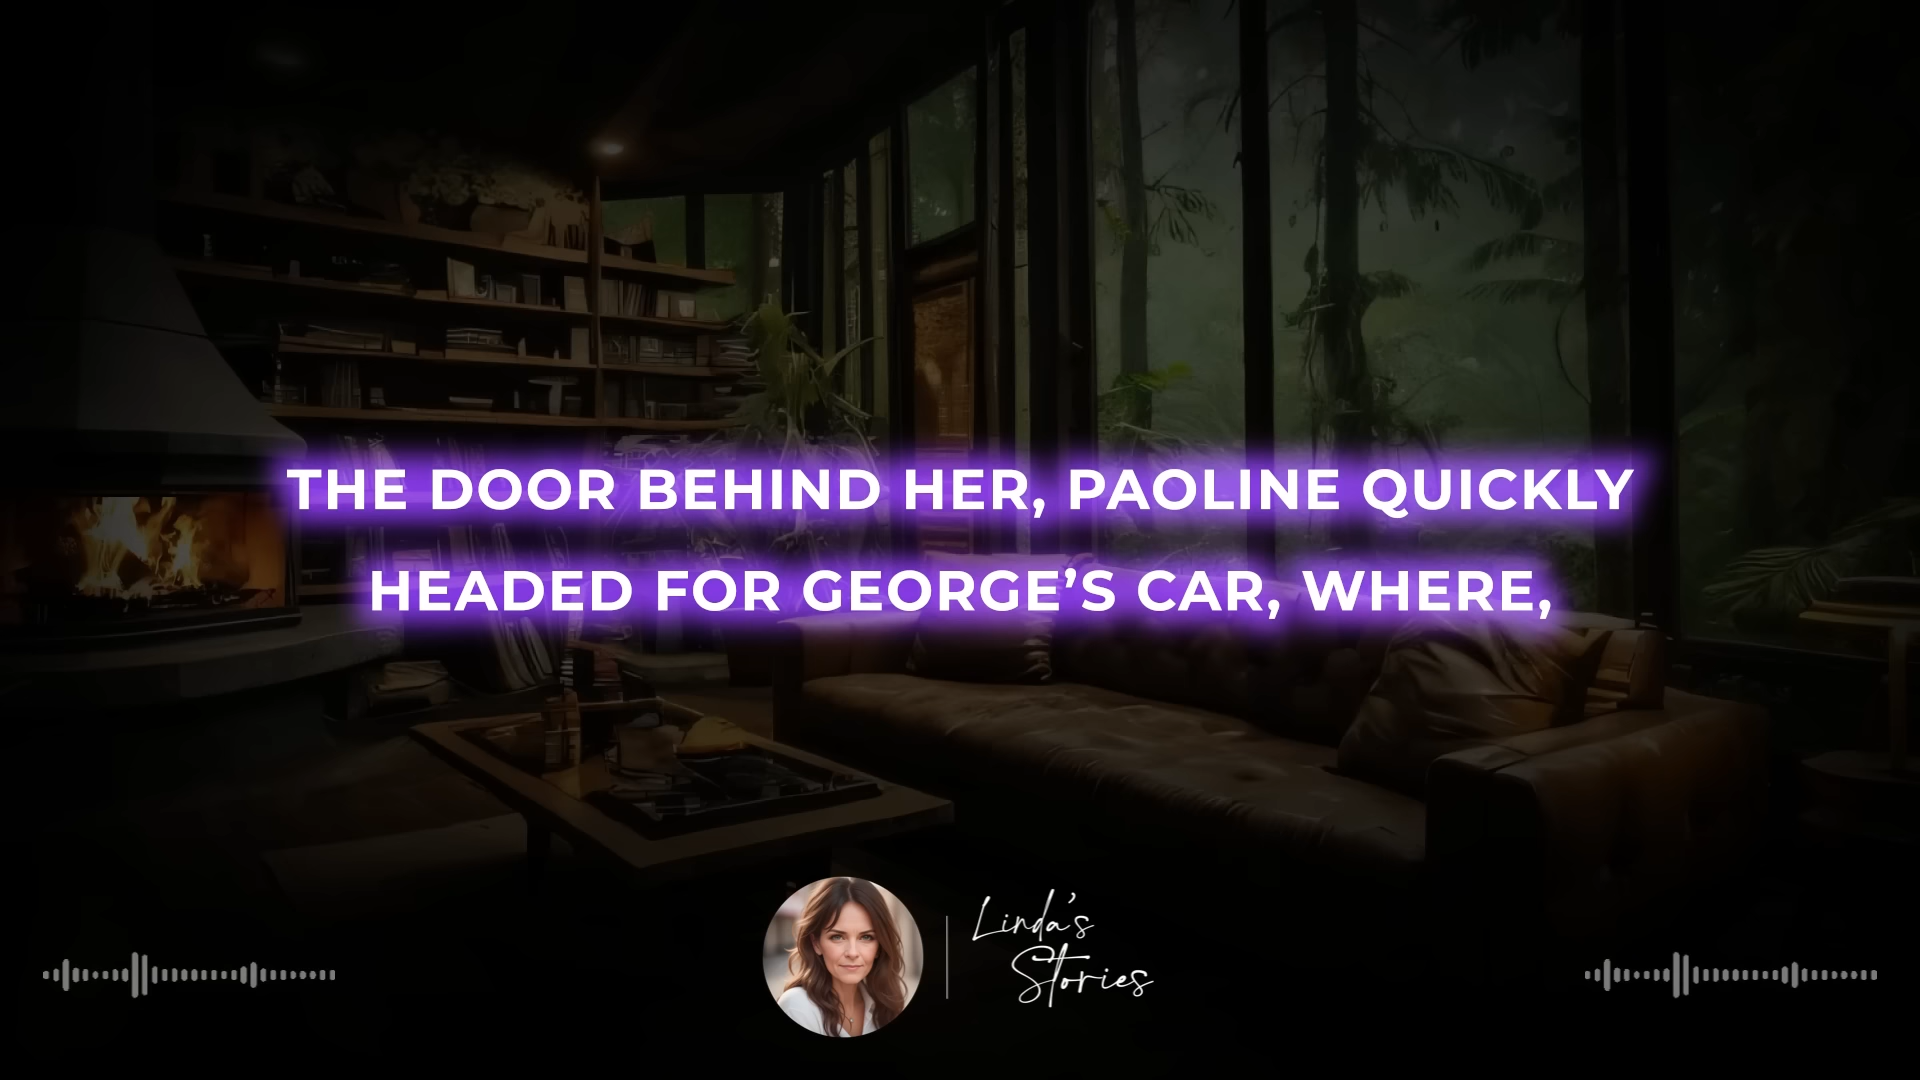 THE DOOR BEHIND HER, PAOLINE QUICKLY
HEADED FOR GEORGE’S CAR, WHERE,
Linda’s
Stories